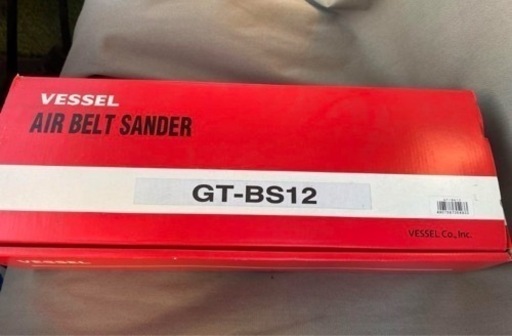 VESSEL
AIR BELT SANDER
GT-BS12
VESSEL Co., Inc.
VESSEL